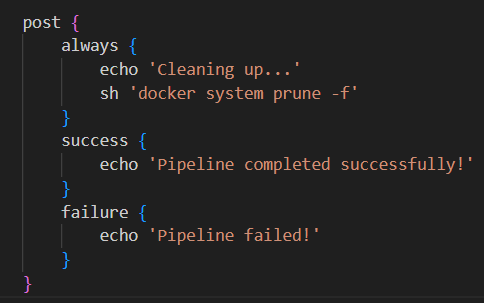 post {
    always {
        echo 'Cleaning up...'
        sh 'docker system prune -f'
    }
    success {
        echo 'Pipeline completed successfully!'
    }
    failure {
        echo 'Pipeline failed!'
    }
}